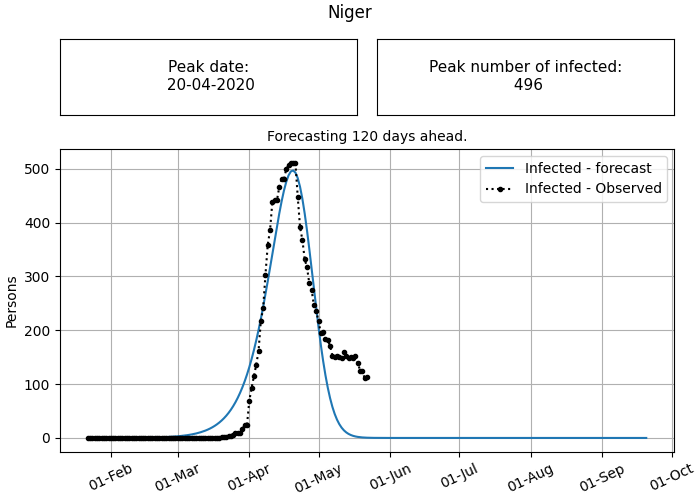 Niger
Peak date:
20-04-2020
Peak number of infected:
496
Forecasting 120 days ahead.
Infected - forecast
Infected - Observed
Persons
500
400
300
200
100
0
01-Feb
01-Mar
01-Apr
01-May
01-Jun
01-Jul
01-Aug
01-Sep
01-Oct